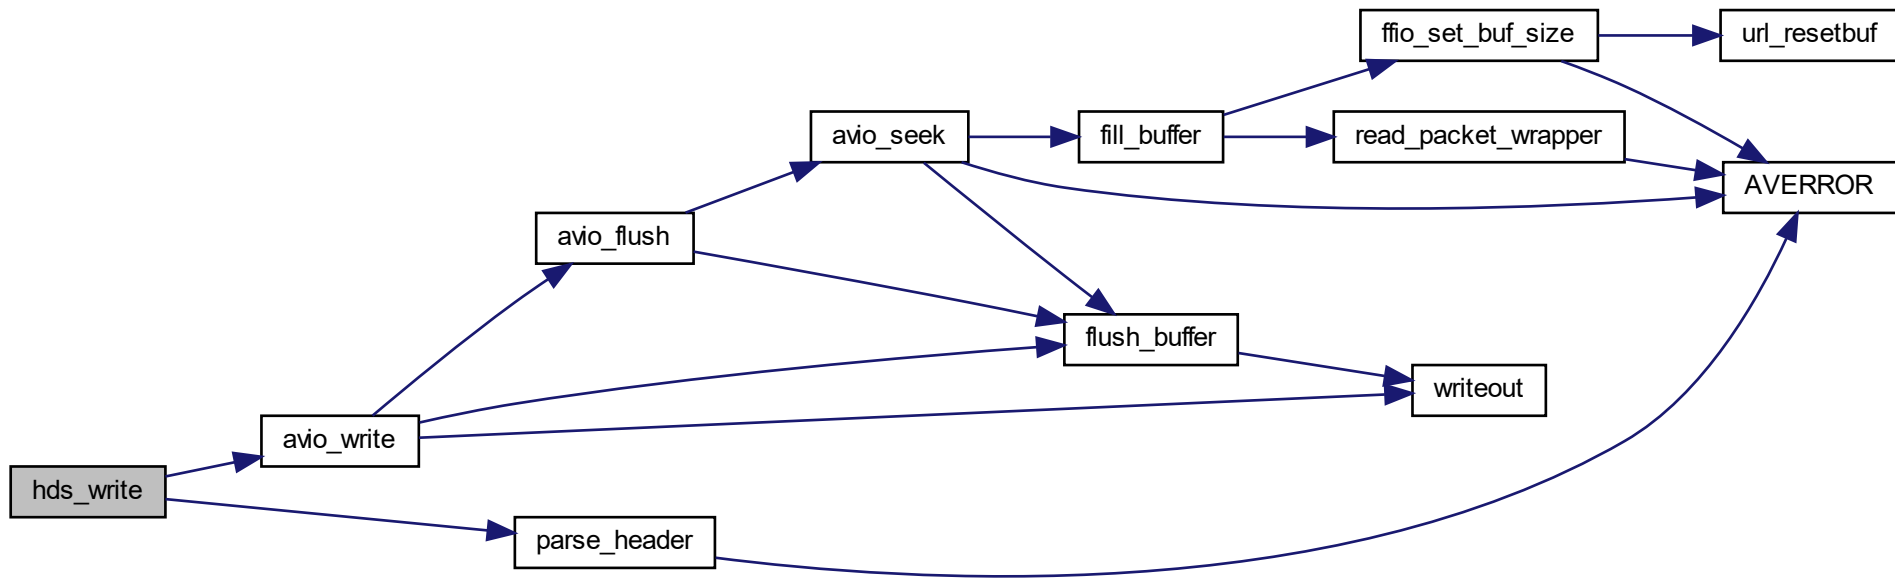 ffio_set_buf_size
url_resetbuf
avio_seek
fill_buffer
read_packet_wrapper
AVERROR
avio_flush
flush_buffer
writeout
avio_write
hds_write
parse_header